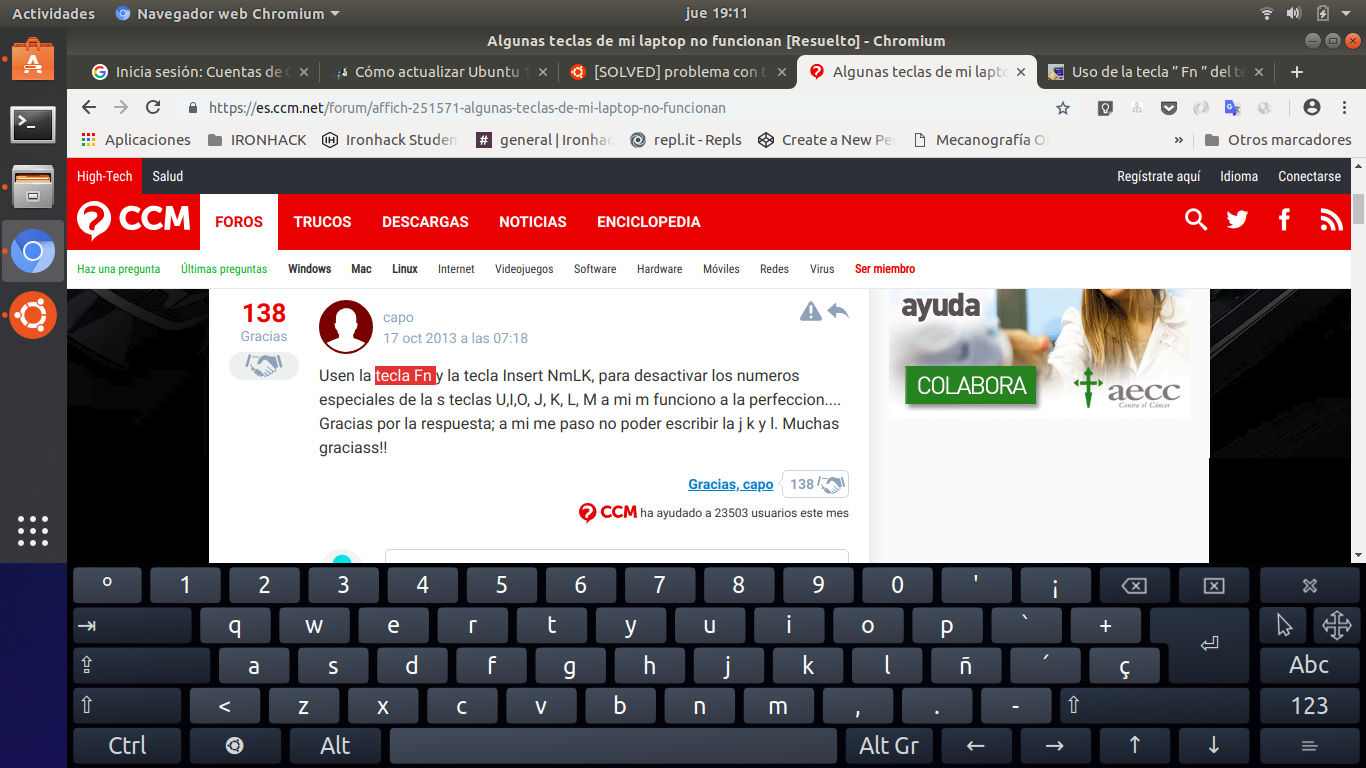 Actividades Navegador web Chromium jue 19:11
Algunas teclas de mi laptop no funcionan [Resuelto] - Chromium
Inicia sesión: Cuentas de G Cómo actualizar Ubuntu 1 [SOLVED] problema con t Algunas teclas de mi lapto Uso de la tecla " Fn " del te
https://es.ccm.net/forum/affich-251571-algunas-teclas-de-mi-laptop-no-funcionan
Aplicaciones IRONHACK Ironhack Studen general | Ironhac repl.it - Repls Create a New Pe Mecanografía O » Otros marcadores
High-Tech Salud Regístrate aquí Idioma Conectarse
CCM FOROS TRUCOS DESCARGAS NOTICIAS ENCICLOPEDIA
Haz una pregunta Últimas preguntas Windows Mac Linux Internet Videojuegos Software Hardware Móviles Redes Virus Ser miembro
138
Gracias
capo
17 oct 2013 a las 07:18
Usen la tecla Fn y la tecla Insert NmLK, para desactivar los numeros
especiales de la s teclas U,I,O, J, K, L, M a mi m funciono a la perfeccion....
Gracias por la respuesta; a mi me paso no poder escribir la j k y l. Muchas
graciass!!
Gracias, capo 138
CCM ha ayudado a 23503 usuarios este mes
ayuda
COLABORA
aecc
Contra el Cáncer
º 1 2 3 4 5 6 7 8 9 0 ' ¡
q w e r t y u i o p ` +
a s d f g h j k l ñ ´ ç Abc
< z x c v b n m , . - 123
Ctrl Alt Alt Gr ← → ↑ ↓